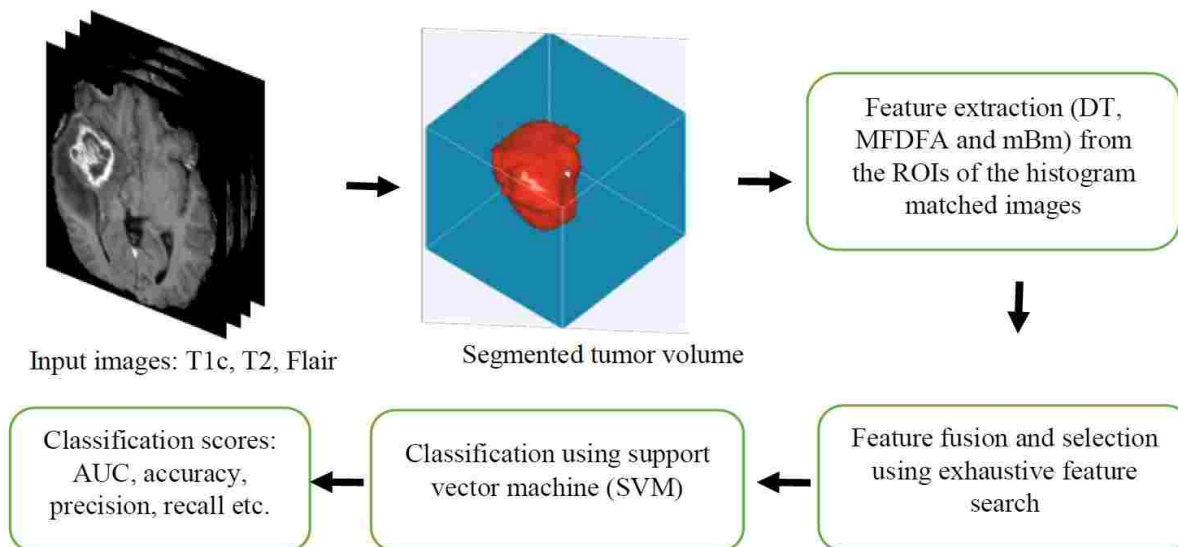 Input images: T1c, T2, Flair
Segmented tumor volume
Feature extraction (DT,
MFDFA and mBm) from
the ROIs of the histogram
matched images
Feature fusion and selection
using exhaustive feature
search
Classification using support
vector machine (SVM)
Classification scores:
AUC, accuracy,
precision, recall etc.